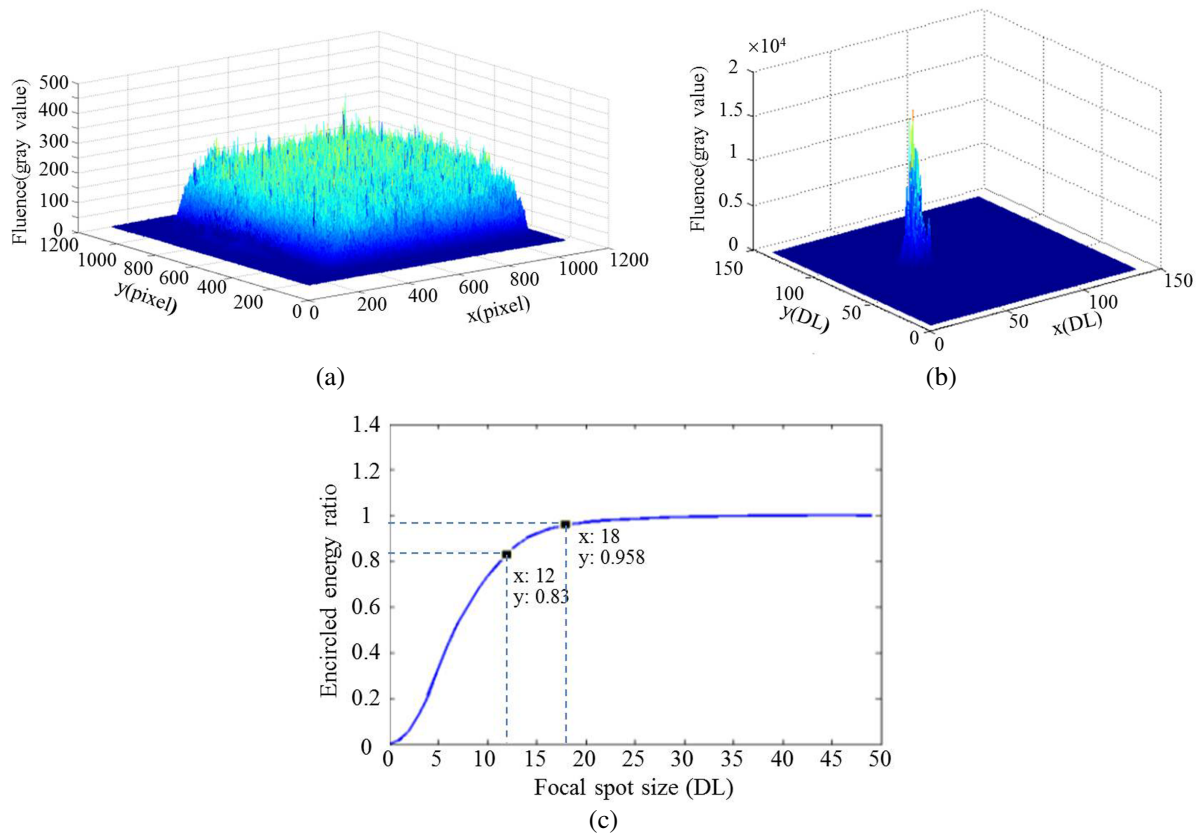 Fluence(gray value)
500
400
300
200
100
0
1200
1000
800
600
400
200
0
y(pixel)
0
200
400
600
800
1000
1200
x(pixel)
(a)
×10⁴
Fluence(gray value)
2
1.5
1
0.5
0
150
100
50
0
y(DL)
0
50
100
150
x(DL)
(b)
Encircled energy ratio
1.4
1.2
1
0.8
0.6
0.4
0.2
0
x: 18
y: 0.958
x: 12
y: 0.83
0 5 10 15 20 25 30 35 40 45 50
Focal spot size (DL)
(c)